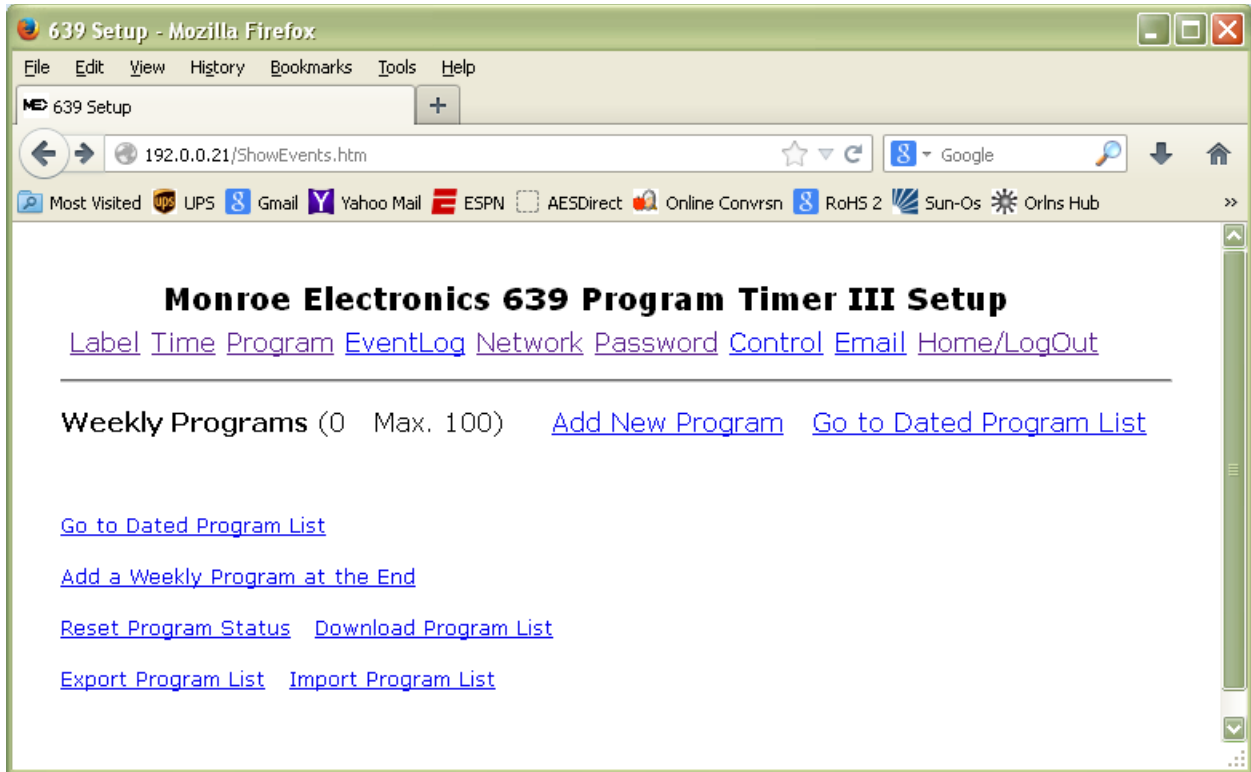 639 Setup - Mozilla Firefox
File Edit View History Bookmarks Tools Help
639 Setup +
192.0.0.21/ShowEvents.htm 8 Google
Most Visited ups UPS 8 Gmail Y Yahoo Mail ESPN AESDirect Online Convrsn 8 RoHS 2 Sun-Os Orlns Hub »
Monroe Electronics 639 Program Timer III Setup
Label Time Program EventLog Network Password Control Email Home/LogOut
Weekly Programs (0 Max. 100) Add New Program Go to Dated Program List
Go to Dated Program List
Add a Weekly Program at the End
Reset Program Status Download Program List
Export Program List Import Program List